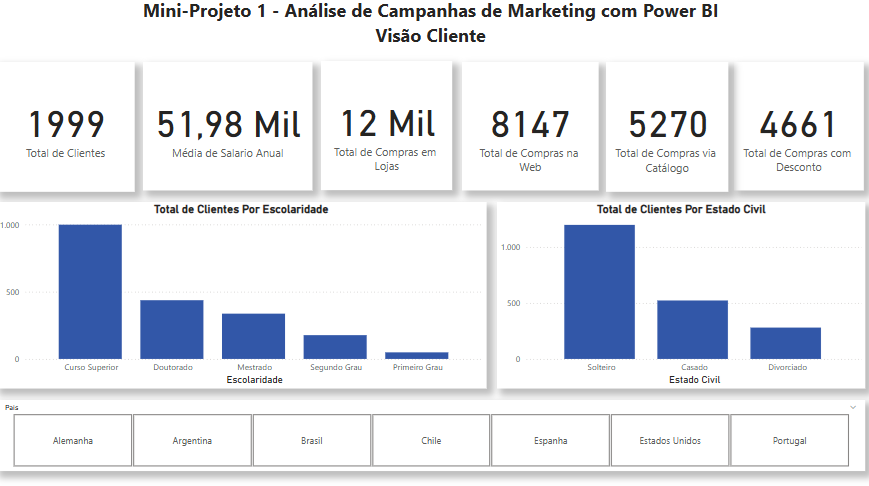 Mini-Projeto 1 - Análise de Campanhas de Marketing com Power BI
Visão Cliente
1999
Total de Clientes
51,98 Mil
Média de Salario Anual
12 Mil
Total de Compras em
Lojas
8147
Total de Compras na
Web
5270
Total de Compras via
Catálogo
4661
Total de Compras com
Desconto
Total de Clientes Por Escolaridade
1.000
500
0
Curso Superior
Doutorado
Mestrado
Segundo Grau
Primeiro Grau
Escolaridade
Total de Clientes Por Estado Civil
1.000
500
0
Solteiro
Casado
Divorciado
Estado Civil
Pais
Alemanha
Argentina
Brasil
Chile
Espanha
Estados Unidos
Portugal